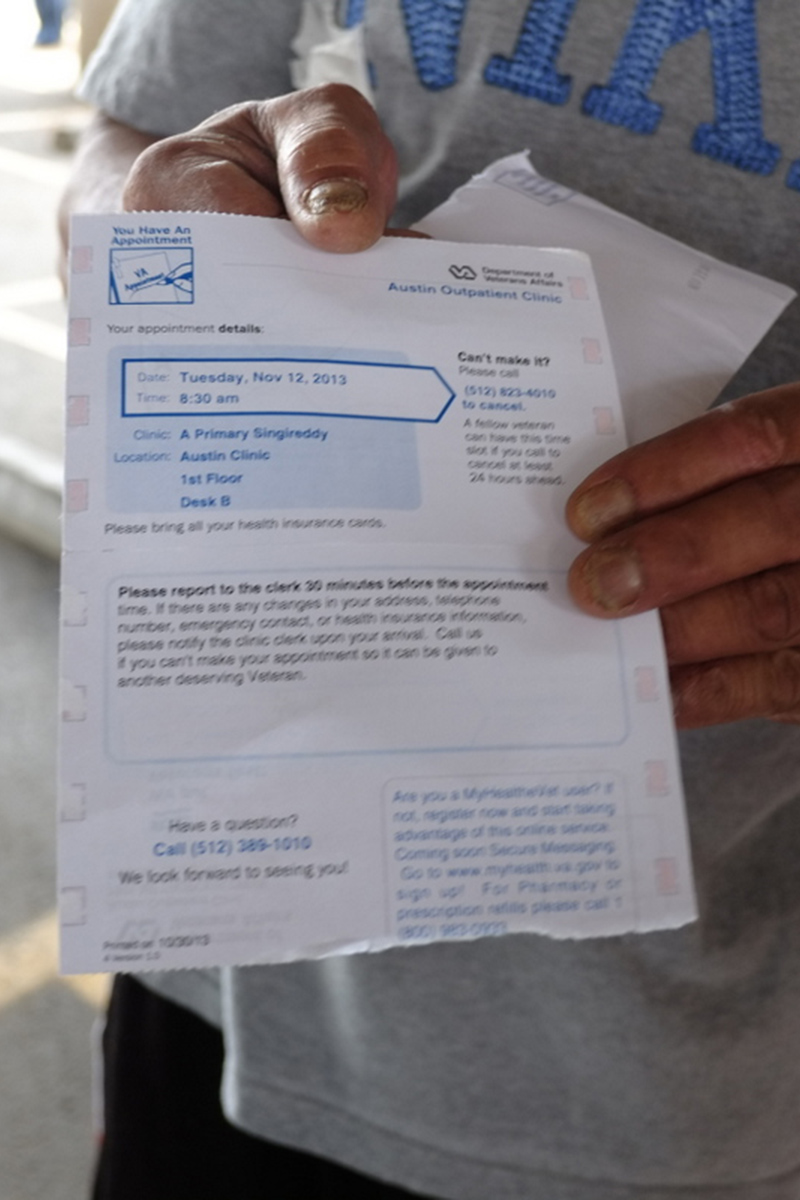 You Have An
Appointment
VA
Appointment
Department of
Veterans Affairs
Austin Outpatient Clinic
Your appointment details:
Date: Tuesday, Nov 12, 2013
Time: 8:30 am
Clinic: A Primary Singireddy
Location: Austin Clinic
1st Floor
Desk B
Can't make it?
Please call
(512) 823-4010
to cancel.
A fellow veteran
can have this time
slot if you call to
cancel at least
24 hours ahead.
Please bring all your health insurance cards.
Please report to the clerk 30 minutes before the appointment
time. If there are any changes in your address, telephone
number, emergency contact, or health insurance information,
please notify the clinic clerk upon your arrival. Call us
if you can't make your appointment so it can be given to
another deserving Veteran.
Have a question?
Call (512) 389-1010
We look forward to seeing you!
Are you a MyHealtheVet user? If
not, register now and start taking
advantage of this online service.
Coming soon Secure Messaging.
Go to www.myhealth.va.gov to
sign up! For Pharmacy or
prescription refills please call
Printed on: 10/30/13